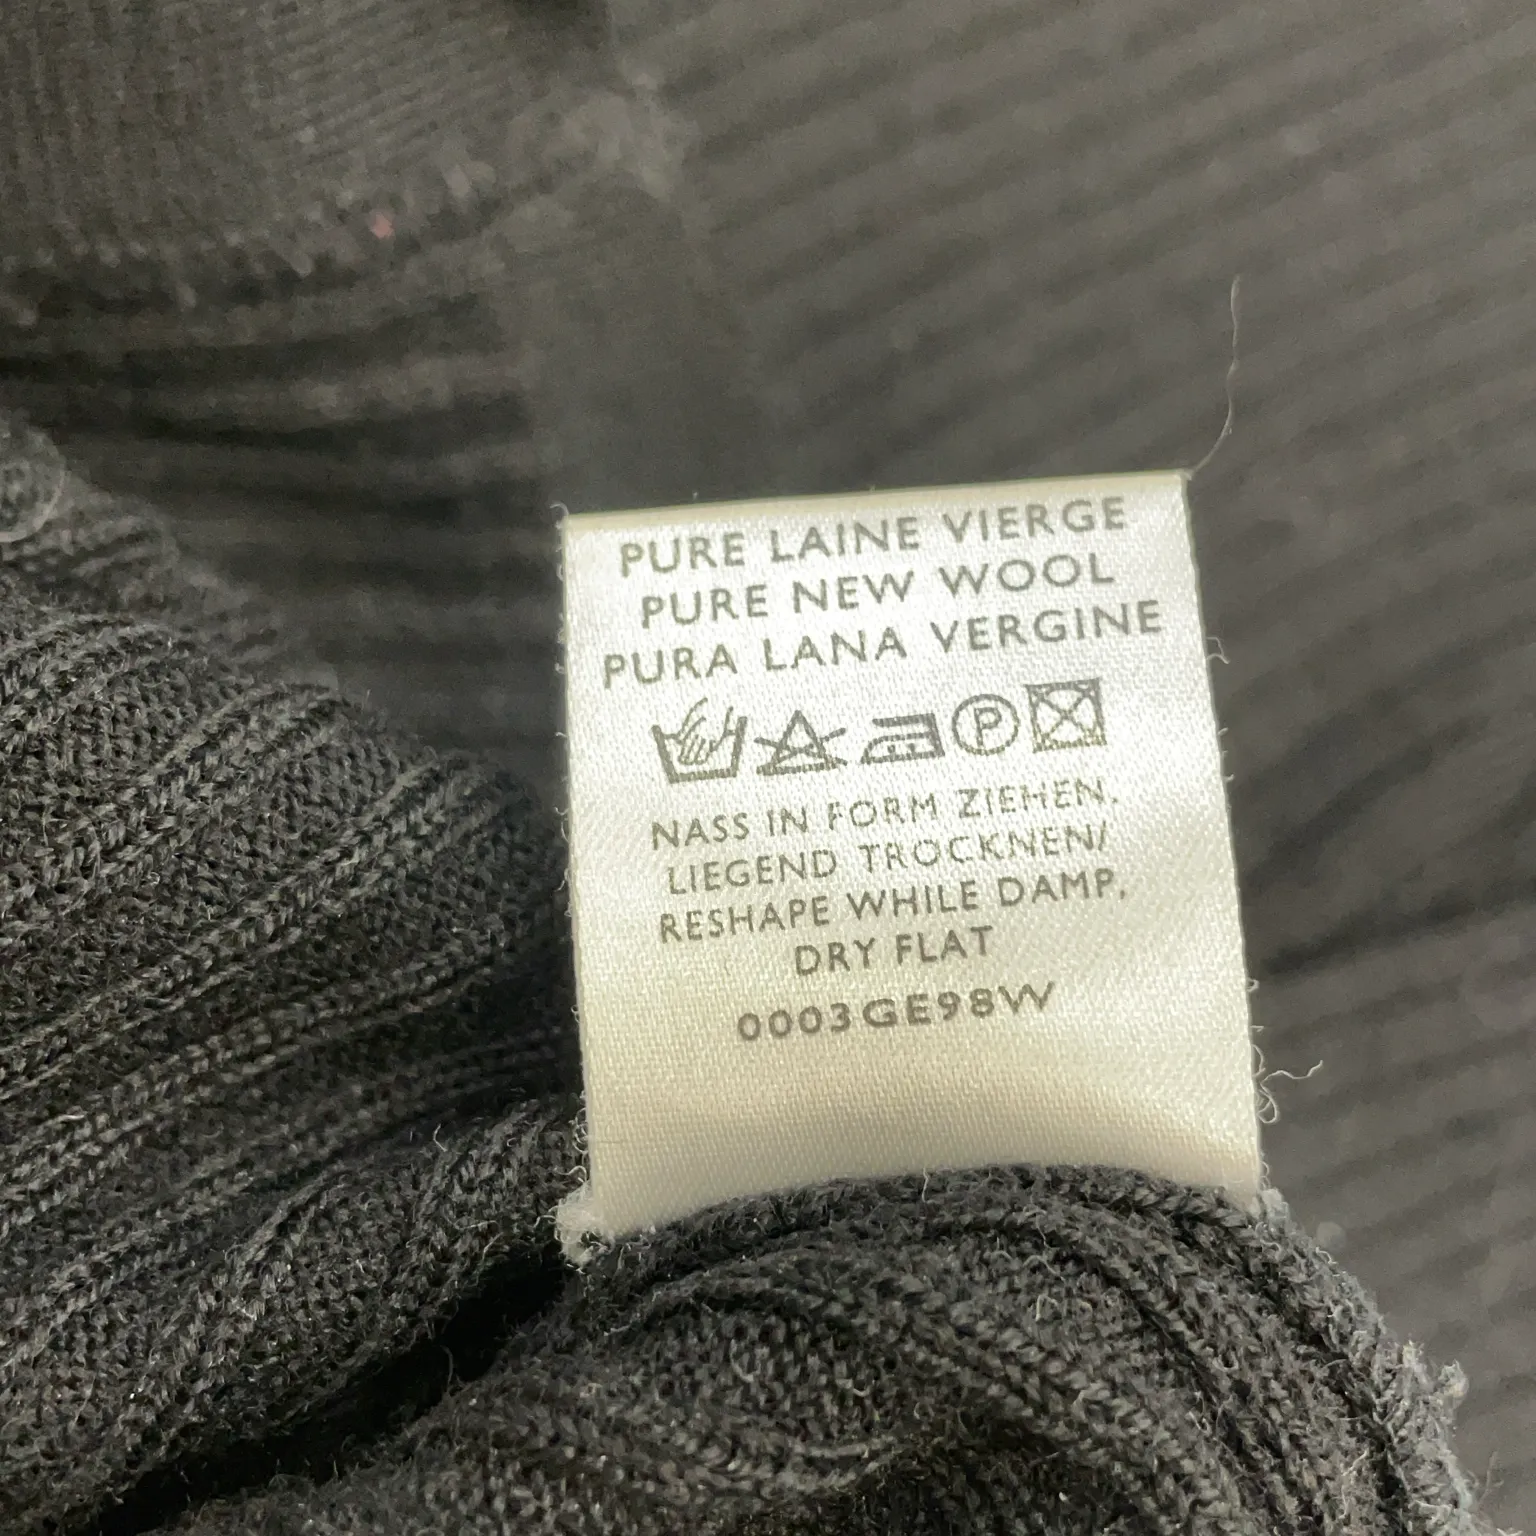 PURE LAINE VIERGE
PURE NEW WOOL
PURA LANA VERGINE
P
NASS IN FORM ZIEHEN,
LIEGEND TROCKNEN/
RESHAPE WHILE DAMP,
DRY FLAT
0003GE98W